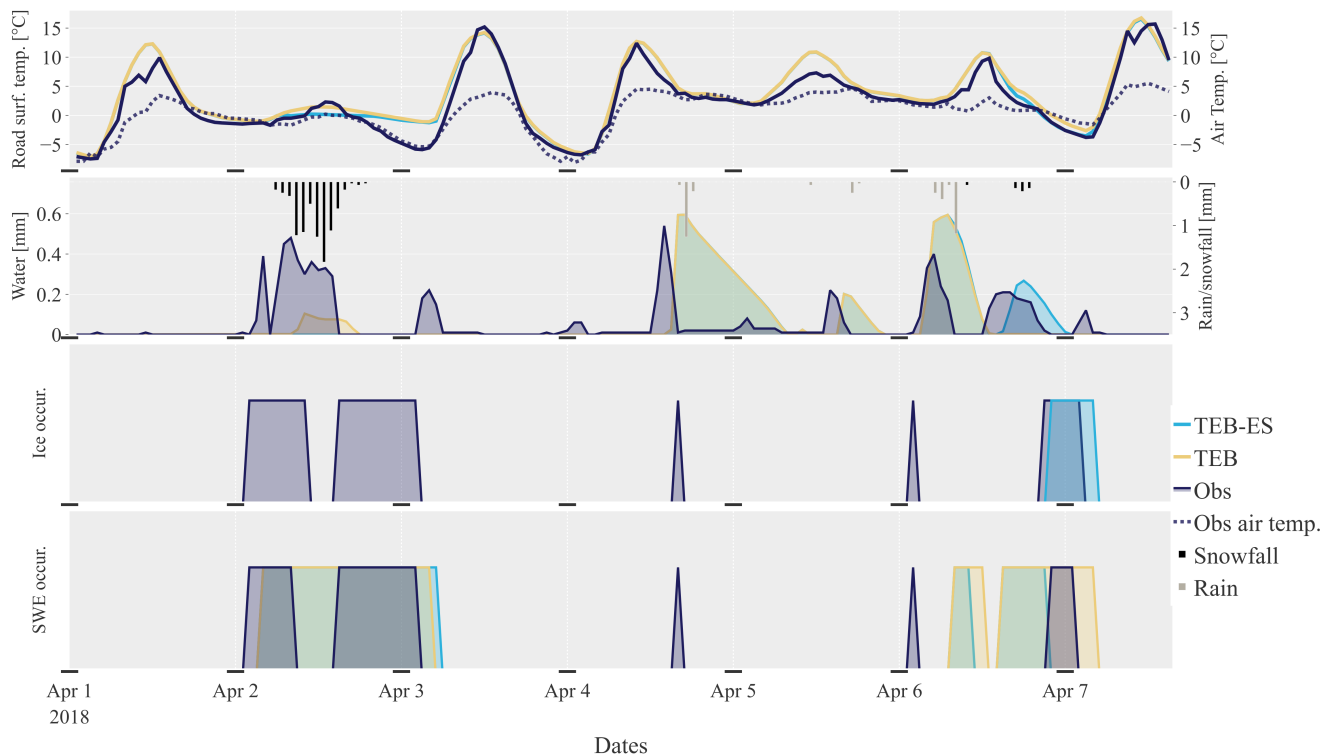 Road surf. temp. [°C]
15
10
5
0
−5
15
10
5
0
−5
Air Temp. [°C]
Water [mm]
0.6
0.4
0.2
0
0
1
2
3
Rain/snowfall [mm]
Ice occur.
SWE occur.
TEB-ES
TEB
Obs
Obs air temp.
Snowfall
Rain
Apr 1 Apr 2 Apr 3 Apr 4 Apr 5 Apr 6 Apr 7
2018
Dates